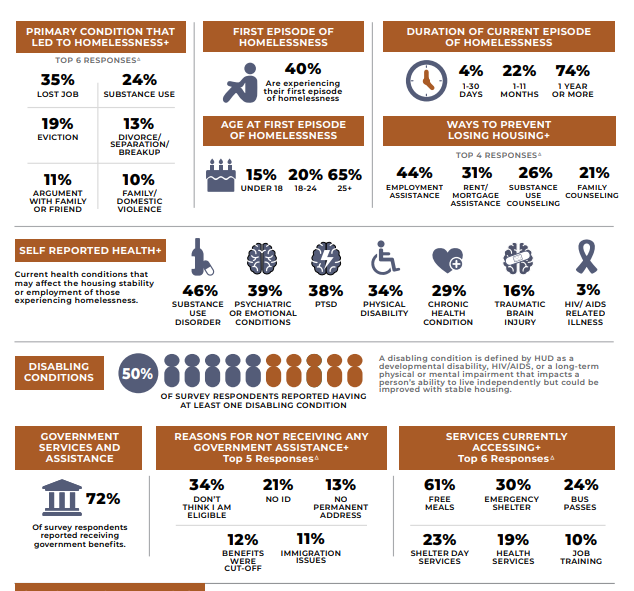 PRIMARY CONDITION THAT
LED TO HOMELESSNESS+
TOP 6 RESPONSES△
35%
LOST JOB
24%
SUBSTANCE USE
19%
EVICTION
13%
DIVORCE/
SEPARATION/
BREAKUP
11%
ARGUMENT
WITH FAMILY
OR FRIEND
10%
FAMILY/
DOMESTIC
VIOLENCE
FIRST EPISODE OF
HOMELESSNESS
40%
Are experiencing
their first episode
of homelessness
AGE AT FIRST EPISODE
OF HOMELESSNESS
15%
UNDER 18
20%
18-24
65%
25+
DURATION OF CURRENT EPISODE
OF HOMELESSNESS
4%
1-30
DAYS
22%
1-11
MONTHS
74%
1 YEAR
OR MORE
WAYS TO PREVENT
LOSING HOUSING+
TOP 4 RESPONSES△
44%
EMPLOYMENT
ASSISTANCE
31%
RENT/
MORTGAGE
ASSISTANCE
26%
SUBSTANCE
USE
COUNSELING
21%
FAMILY
COUNSELING
SELF REPORTED HEALTH+
Current health conditions that
may affect the housing stability
or employment of those
experiencing homelessness.
46%
SUBSTANCE
USE
DISORDER
39%
PSYCHIATRIC
OR EMOTIONAL
CONDITIONS
38%
PTSD
34%
PHYSICAL
DISABILITY
29%
CHRONIC
HEALTH
CONDITION
16%
TRAUMATIC
BRAIN
INJURY
3%
HIV/ AIDS
RELATED
ILLNESS
DISABLING
CONDITIONS
50%
OF SURVEY RESPONDENTS REPORTED HAVING
AT LEAST ONE DISABLING CONDITION
A disabling condition is defined by HUD as a
developmental disability, HIV/AIDS, or a long-term
physical or mental impairment that impacts a
person's ability to live independently but could be
improved with stable housing.
GOVERNMENT
SERVICES AND
ASSISTANCE
72%
Of survey respondents
reported receiving
government benefits.
REASONS FOR NOT RECEIVING ANY
GOVERNMENT ASSISTANCE+
Top 5 Responses△
34%
DON'T
THINK I AM
ELIGIBLE
21%
NO ID
13%
NO
PERMANENT
ADDRESS
12%
BENEFITS
WERE
CUT-OFF
11%
IMMIGRATION
ISSUES
SERVICES CURRENTLY
ACCESSING+
Top 6 Responses△
61%
FREE
MEALS
30%
EMERGENCY
SHELTER
24%
BUS
PASSES
23%
SHELTER DAY
SERVICES
19%
HEALTH
SERVICES
10%
JOB
TRAINING